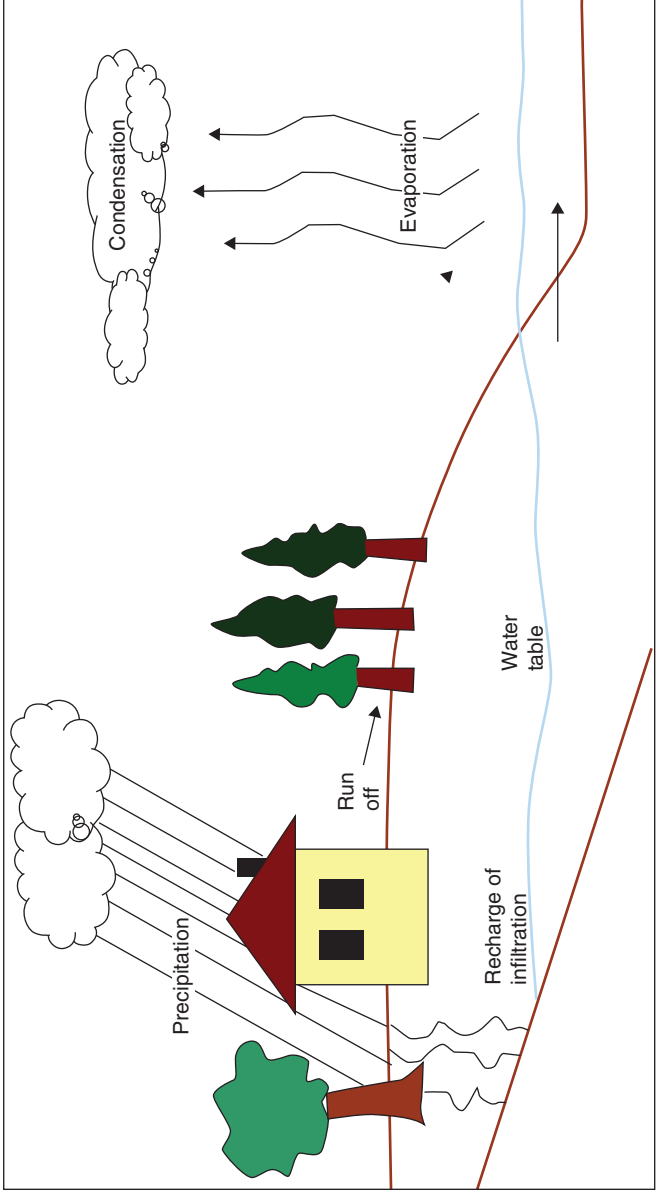 Condensation
Precipitation
Evaporation
Run
off
Water
table
Recharge of
infiltration